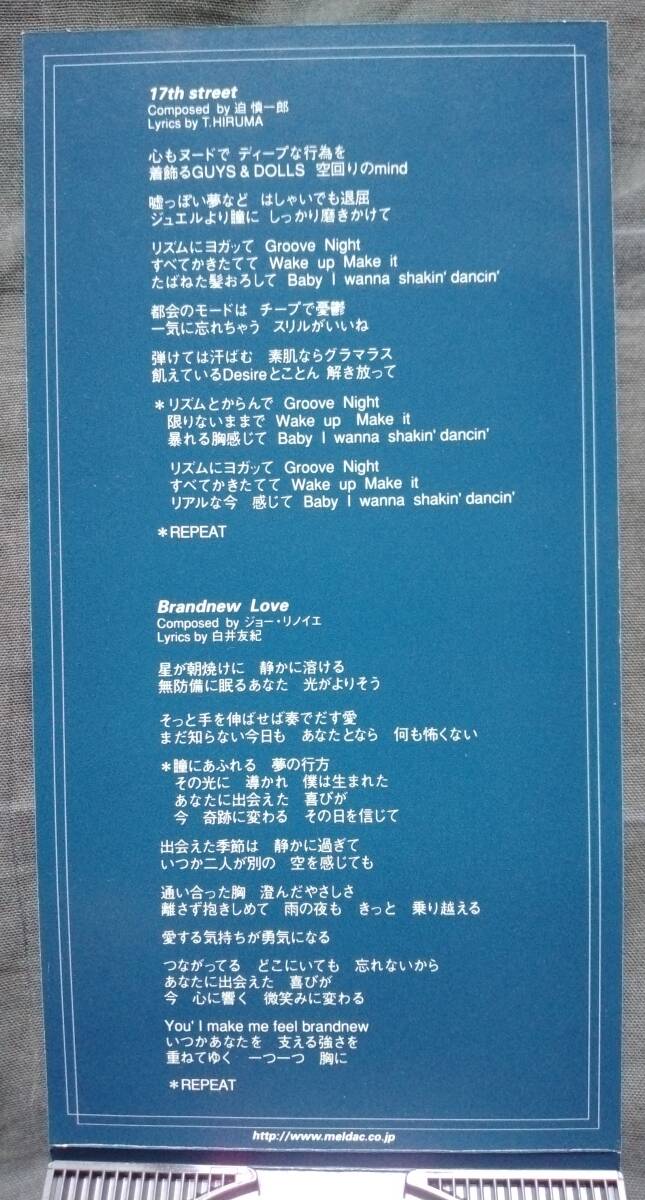 17th street
Composed by 迫 慎一郎
Lyrics by T.HIRUMA
心もヌードで ディープな行為を
着飾るGUYS & DOLLS 空回りのmind
嘘っぽい夢など はしゃいでも退屈
ジュエルより瞳に しっかり磨きかけて
リズムにヨガッて Groove Night
すべてかきたてて Wake up Make it
たばねた髪おろして Baby I wanna shakin' dancin'
都会のモードは チープで憂鬱
一気に忘れちゃう スリルがいいね
弾けては汗ばむ 素肌ならグラマラス
飢えているDesireとことん 解き放って
*リズムとからんで Groove Night
限りないままで Wake up Make it
暴れる胸感じて Baby I wanna shakin' dancin'
リズムにヨガッて Groove Night
すべてかきたてて Wake up Make it
リアルな今 感じて Baby I wanna shakin' dancin'
*REPEAT
Brandnew Love
Composed by ジョー・リノイエ
Lyrics by 白井友紀
星が朝焼けに 静かに溶ける
無防備に眠るあなた 光がよりそう
そっと手を伸ばせば奏でだす愛
まだ知らない今日も あなたとなら 何も怖くない
*瞳にあふれる 夢の行方
その光に 導かれ 僕は生まれた
あなたに出会えた 喜びが
今 奇跡に変わる その日を信じて
出会えた季節は 静かに過ぎて
いつか二人が別の 空を感じても
通い合った胸 澄んだやさしさ
離さず抱きしめて 雨の夜も きっと 乗り越える
愛する気持ちが勇気になる
つながってる どこにいても 忘れないから
あなたに出会えた 喜びが
今 心に響く 微笑みに変わる
You' l make me feel brandnew
いつかあなたを 支える強さを
重ねてゆく 一つ一つ 胸に
*REPEAT
http://www.meldac.co.jp